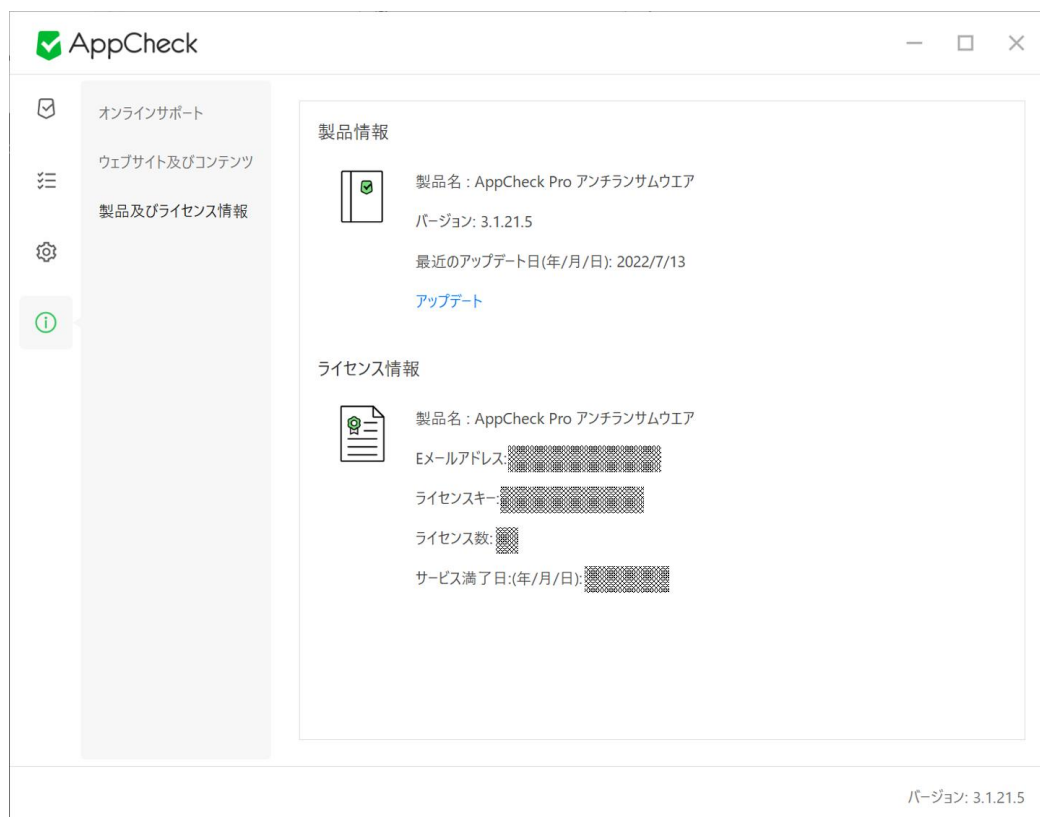 AppCheck
オンラインサポート
ウェブサイト及びコンテンツ
製品及びライセンス情報
製品情報
製品名 : AppCheck Pro アンチランサムウエア
バージョン: 3.1.21.5
最近のアップデート日(年/月/日): 2022/7/13
アップデート
ライセンス情報
製品名 : AppCheck Pro アンチランサムウエア
Eメールアドレス:
ライセンスキー:
ライセンス数:
サービス満了日:(年/月/日):
バージョン: 3.1.21.5